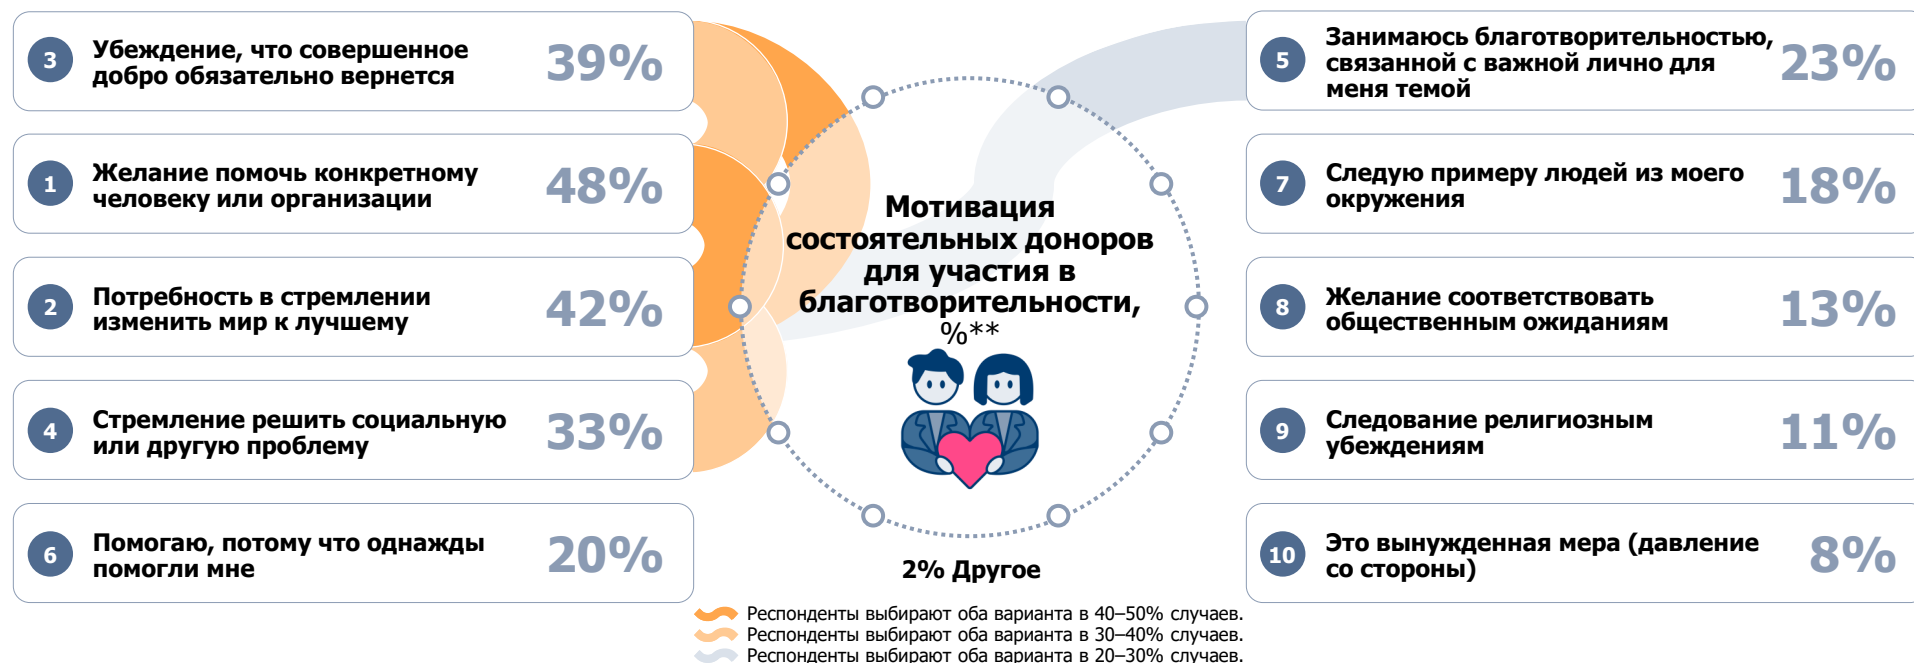 3
Убеждение, что совершенное
добро обязательно вернется
39%
1
Желание помочь конкретному
человеку или организации
48%
2
Потребность в стремлении
изменить мир к лучшему
42%
4
Стремление решить социальную
или другую проблему
33%
6
Помогаю, потому что однажды
помогли мне
20%
Мотивация
состоятельных доноров
для участия в
благотворительности,
%**
2% Другое
5
Занимаюсь благотворительностью,
связанной с важной лично для
меня темой
23%
7
Следую примеру людей из моего
окружения
18%
8
Желание соответствовать
общественным ожиданиям
13%
9
Следование религиозным
убеждениям
11%
10
Это вынужденная мера (давление
со стороны)
8%
Респонденты выбирают оба варианта в 40–50% случаев.
Респонденты выбирают оба варианта в 30–40% случаев.
Респонденты выбирают оба варианта в 20–30% случаев.